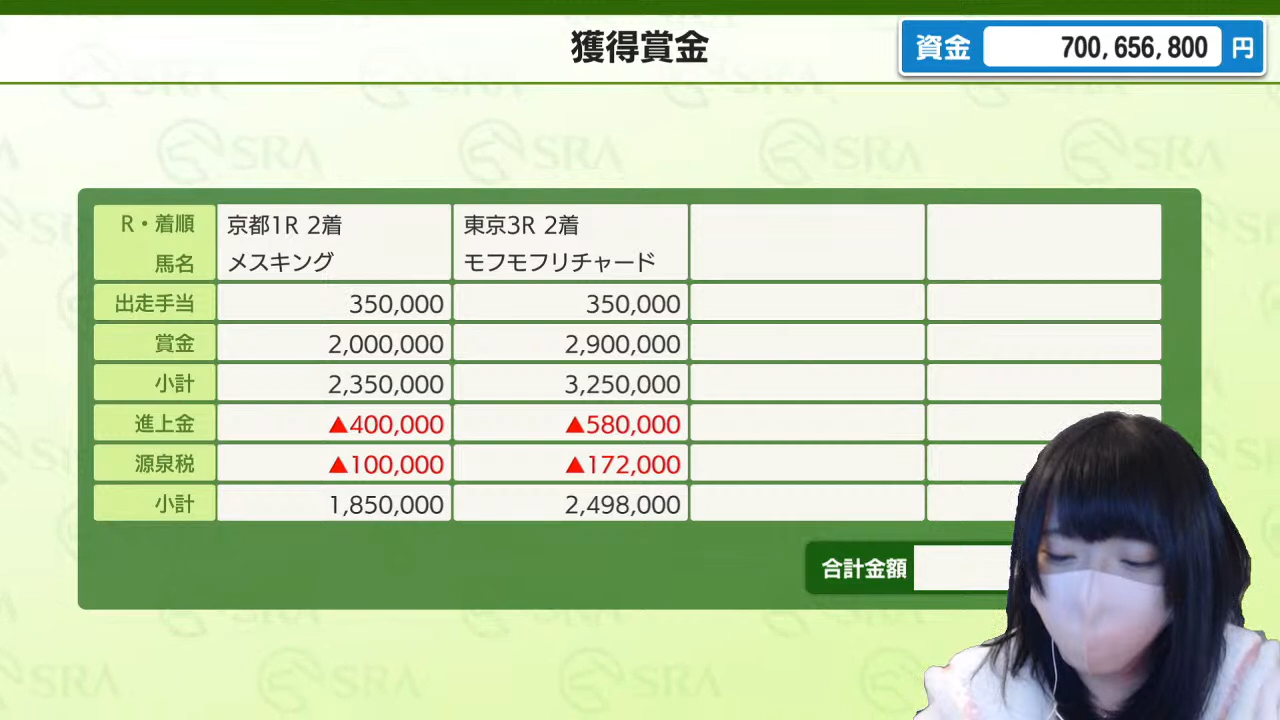 獲得賞金
資金 700,656,800 円
R・着順 京都1R 2着 東京3R 2着
馬名 メスキング モフモフリチャード
出走手当 350,000 350,000
賞金 2,000,000 2,900,000
小計 2,350,000 3,250,000
進上金 ▲400,000 ▲580,000
源泉税 ▲100,000 ▲172,000
小計 1,850,000 2,498,000
合計金額
SRA